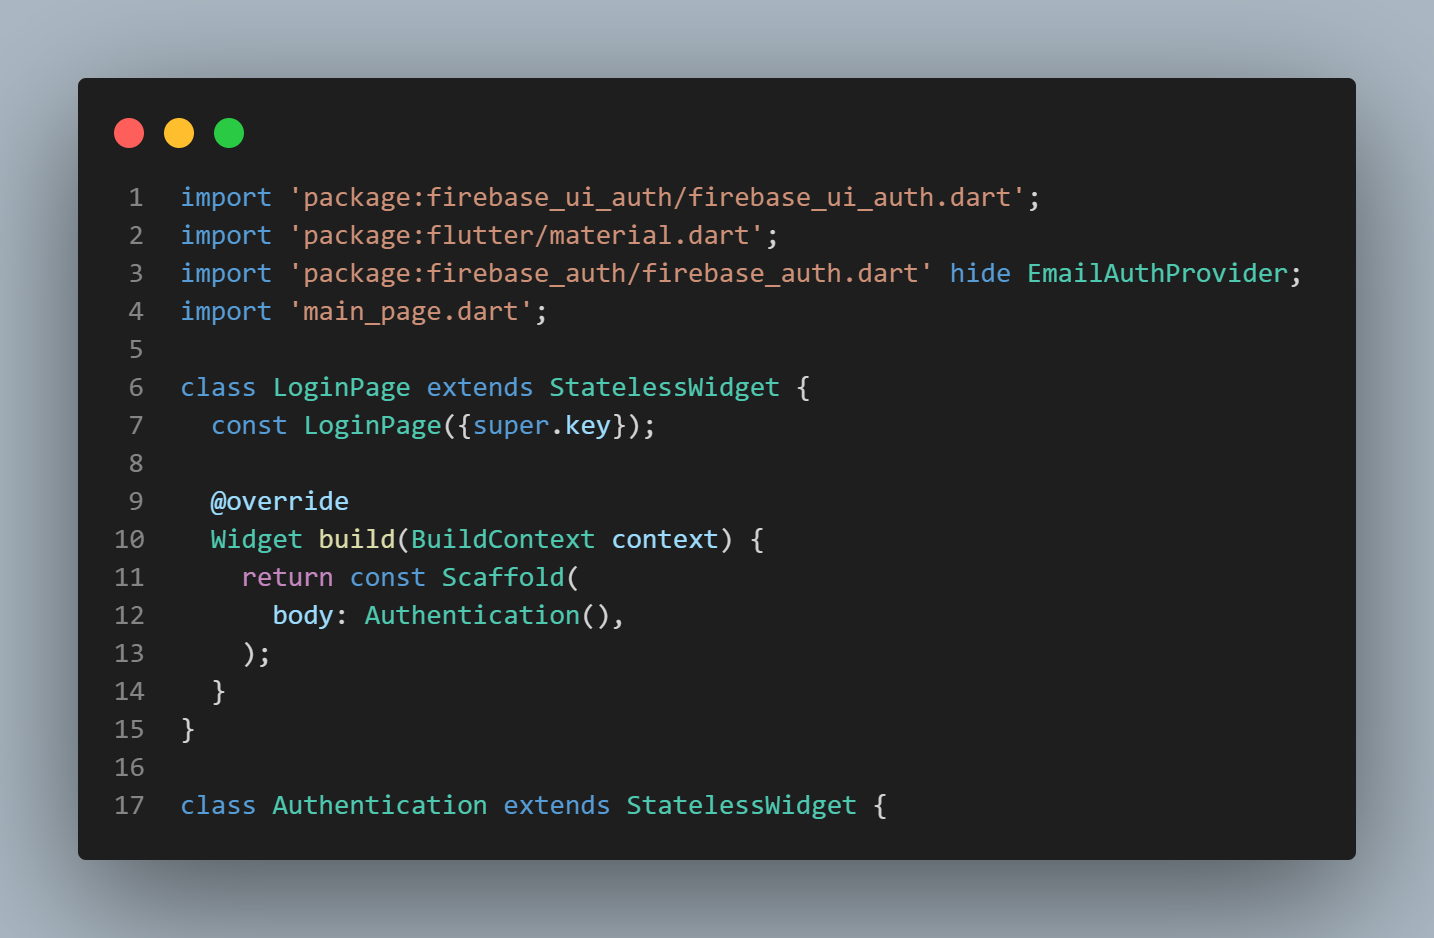 1 import 'package:firebase_ui_auth/firebase_ui_auth.dart';
2 import 'package:flutter/material.dart';
3 import 'package:firebase_auth/firebase_auth.dart' hide EmailAuthProvider;
4 import 'main_page.dart';
5
6 class LoginPage extends StatelessWidget {
7   const LoginPage({super.key});
8
9   @override
10   Widget build(BuildContext context) {
11     return const Scaffold(
12       body: Authentication(),
13     );
14   }
15 }
16
17 class Authentication extends StatelessWidget {